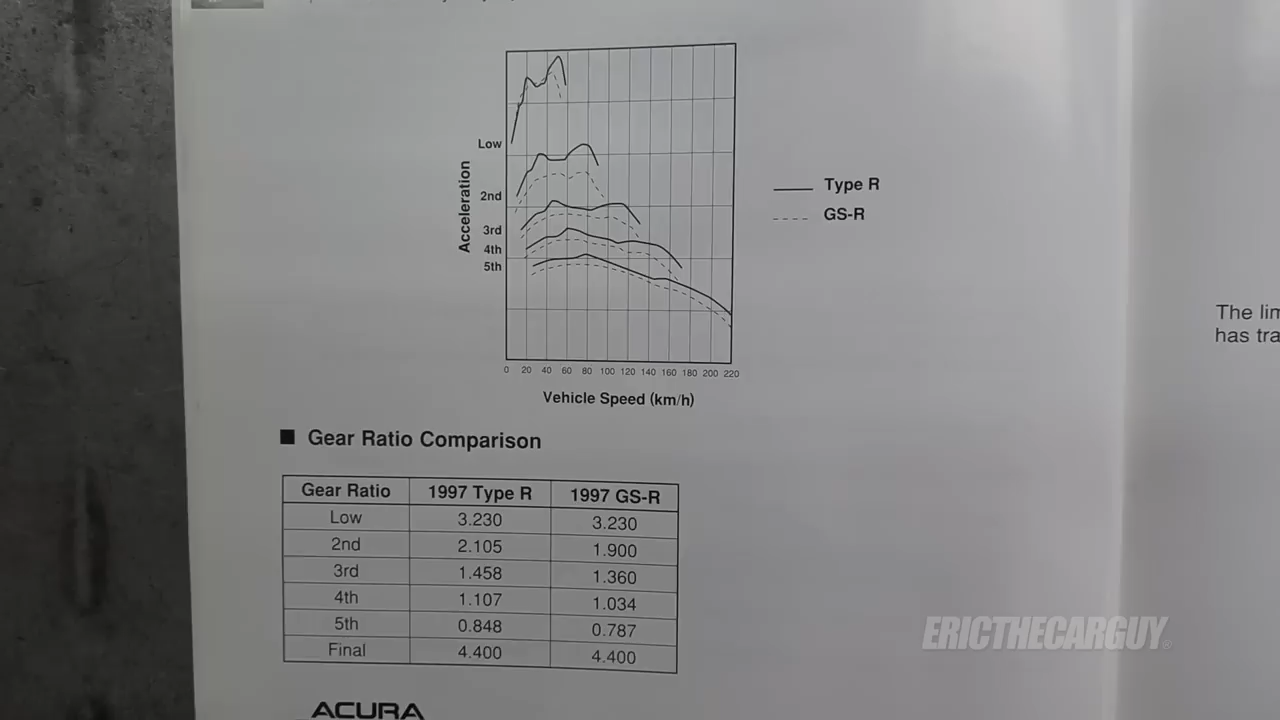 Low
2nd
3rd
4th
5th
Acceleration
Type R
GS-R
0 20 40 60 80 100 120 140 160 180 200 220
Vehicle Speed (km/h)
The lim
has tra
■ Gear Ratio Comparison
Gear Ratio 1997 Type R 1997 GS-R
Low 3.230 3.230
2nd 2.105 1.900
3rd 1.458 1.360
4th 1.107 1.034
5th 0.848 0.787
Final 4.400 4.400
ERICTHECARGUY®
ACURA